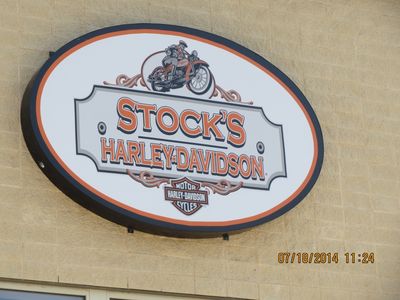 STOCK'S
HARLEY-DAVIDSON
MOTOR
HARLEY-DAVIDSON
CYCLES
07/18/2014 11:24